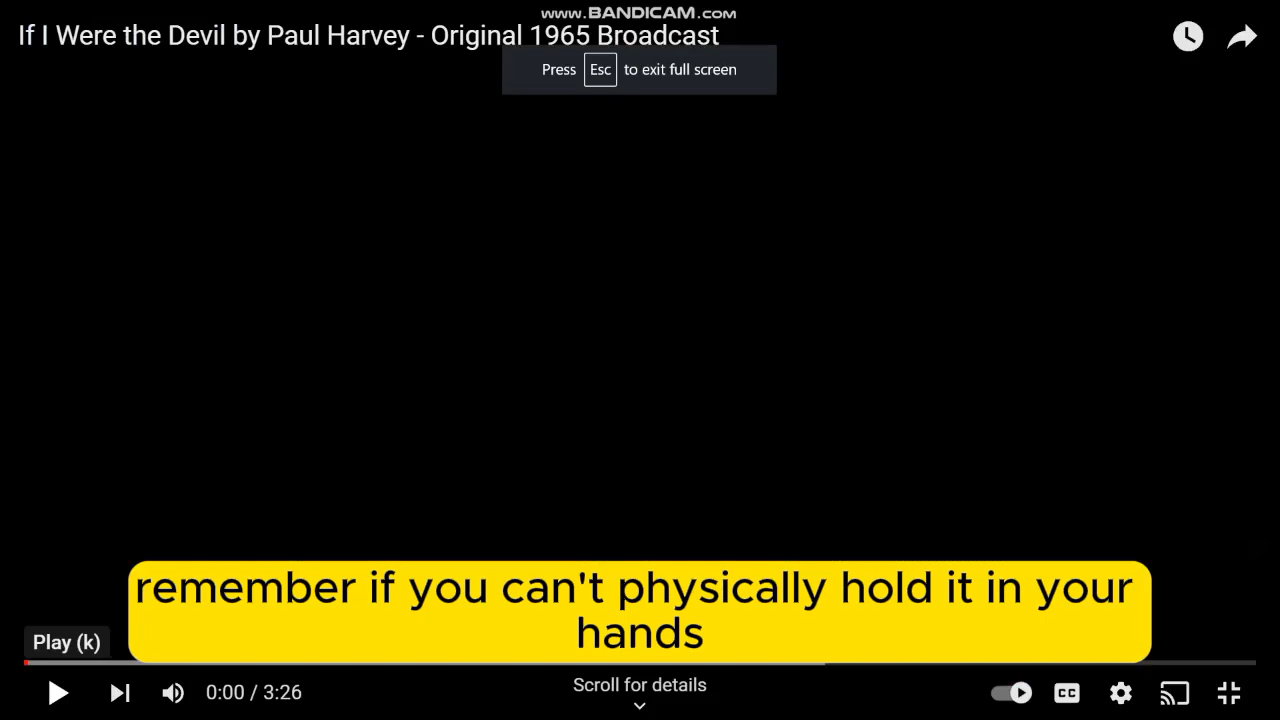 www.BANDICAM.com
If I Were the Devil by Paul Harvey - Original 1965 Broadcast
Press Esc to exit full screen
remember if you can't physically hold it in your
hands
Play (k)
0:00 / 3:26
Scroll for details
CC